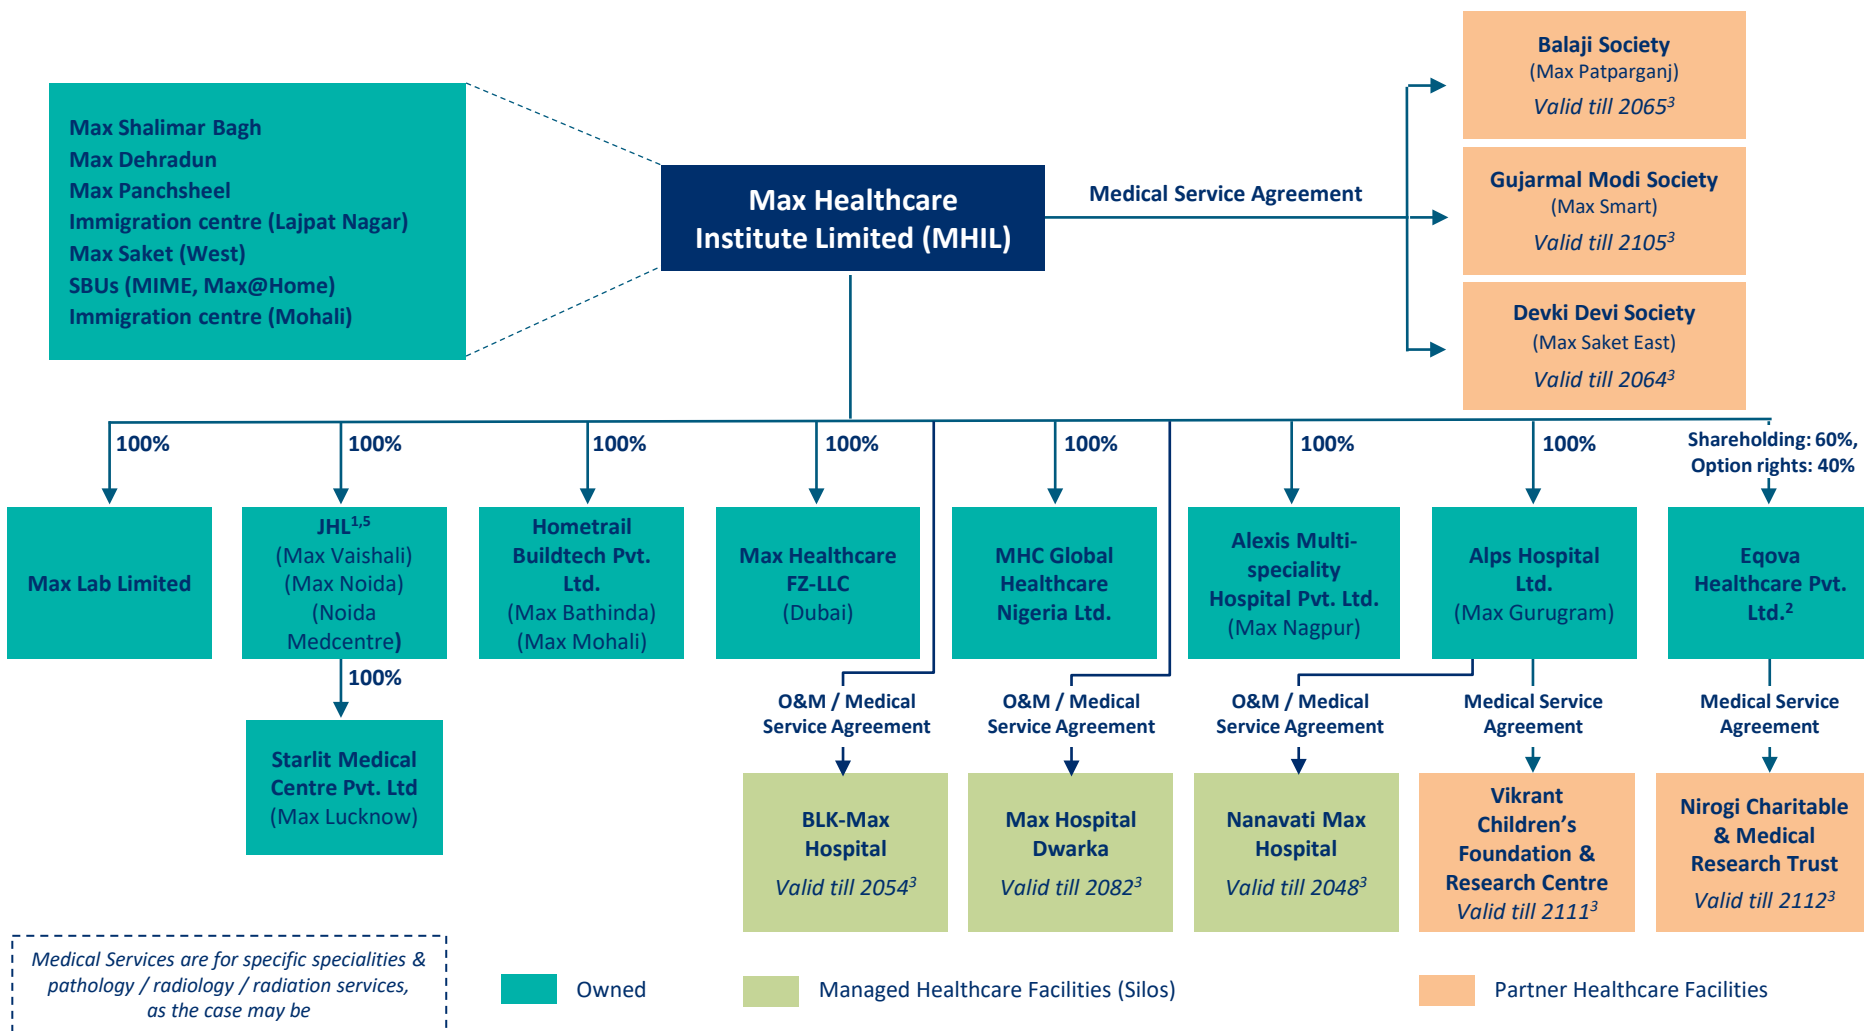 Balaji Society
(Max Patparganj)
Valid till 2065³
Max Shalimar Bagh
Max Dehradun
Max Panchsheel
Immigration centre (Lajpat Nagar)
Max Saket (West)
SBUs (MIME, Max@Home)
Immigration centre (Mohali)
Max Healthcare
Institute Limited (MHIL)
Medical Service Agreement
Gujarmal Modi Society
(Max Smart)
Valid till 2105³
Devki Devi Society
(Max Saket East)
Valid till 2064³
100%
100%
100%
100%
100%
100%
100%
Shareholding: 60%,
Option rights: 40%
Max Lab Limited
JHL¹,⁵
(Max Vaishali)
(Max Noida)
(Noida
Medcentre)
Hometrail
Buildtech Pvt.
Ltd.
(Max Bathinda)
(Max Mohali)
Max Healthcare
FZ-LLC
(Dubai)
MHC Global
Healthcare
Nigeria Ltd.
Alexis Multi-
speciality
Hospital Pvt. Ltd.
(Max Nagpur)
Alps Hospital
Ltd.
(Max Gurugram)
Eqova
Healthcare Pvt.
Ltd.²
100%
Starlit Medical
Centre Pvt. Ltd
(Max Lucknow)
O&M / Medical
Service Agreement
O&M / Medical
Service Agreement
O&M / Medical
Service Agreement
Medical Service
Agreement
Medical Service
Agreement
BLK-Max
Hospital
Valid till 2054³
Max Hospital
Dwarka
Valid till 2082³
Nanavati Max
Hospital
Valid till 2048³
Vikrant
Children’s
Foundation &
Research Centre
Valid till 2111³
Nirogi Charitable
& Medical
Research Trust
Valid till 2112³
Medical Services are for specific specialities &
pathology / radiology / radiation services,
as the case may be
Owned
Managed Healthcare Facilities (Silos)
Partner Healthcare Facilities